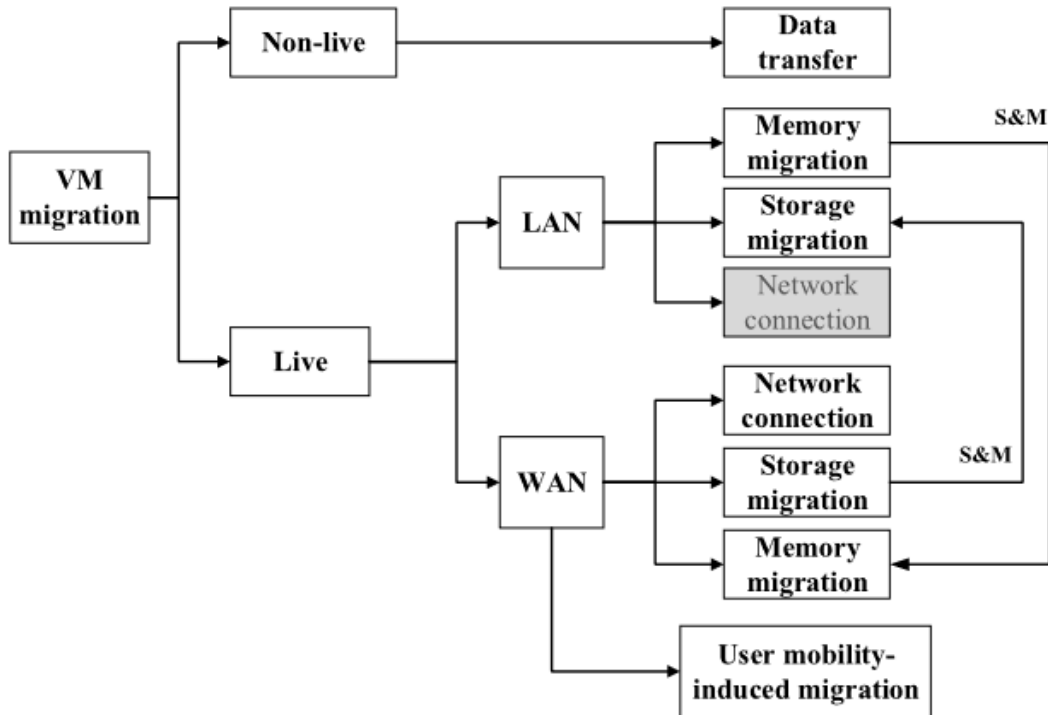 Non-live
Data
transfer
Memory
migration
S&M
VM
migration
LAN
Storage
migration
Network
connection
Live
Network
connection
WAN
Storage
migration
S&M
Memory
migration
User mobility-
induced migration